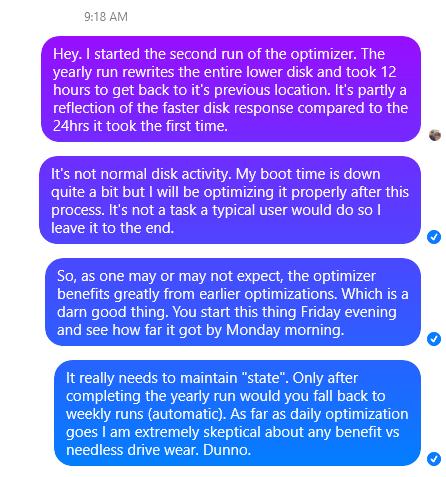 9:18 AM
Hey. I started the second run of the optimizer. The
yearly run rewrites the entire lower disk and took 12
hours to get back to it's previous location. It's partly a
reflection of the faster disk response compared to the
24hrs it took the first time.
It's not normal disk activity. My boot time is down
quite a bit but I will be optimizing it properly after this
process. It's not a task a typical user would do so I
leave it to the end.
So, as one may or may not expect, the optimizer
benefits greatly from earlier optimizations. Which is a
darn good thing. You start this thing Friday evening
and see how far it got by Monday morning.
It really needs to maintain "state". Only after
completing the yearly run would you fall back to
weekly runs (automatic). As far as daily optimization
goes I am extremely skeptical about any benefit vs
needless drive wear. Dunno.